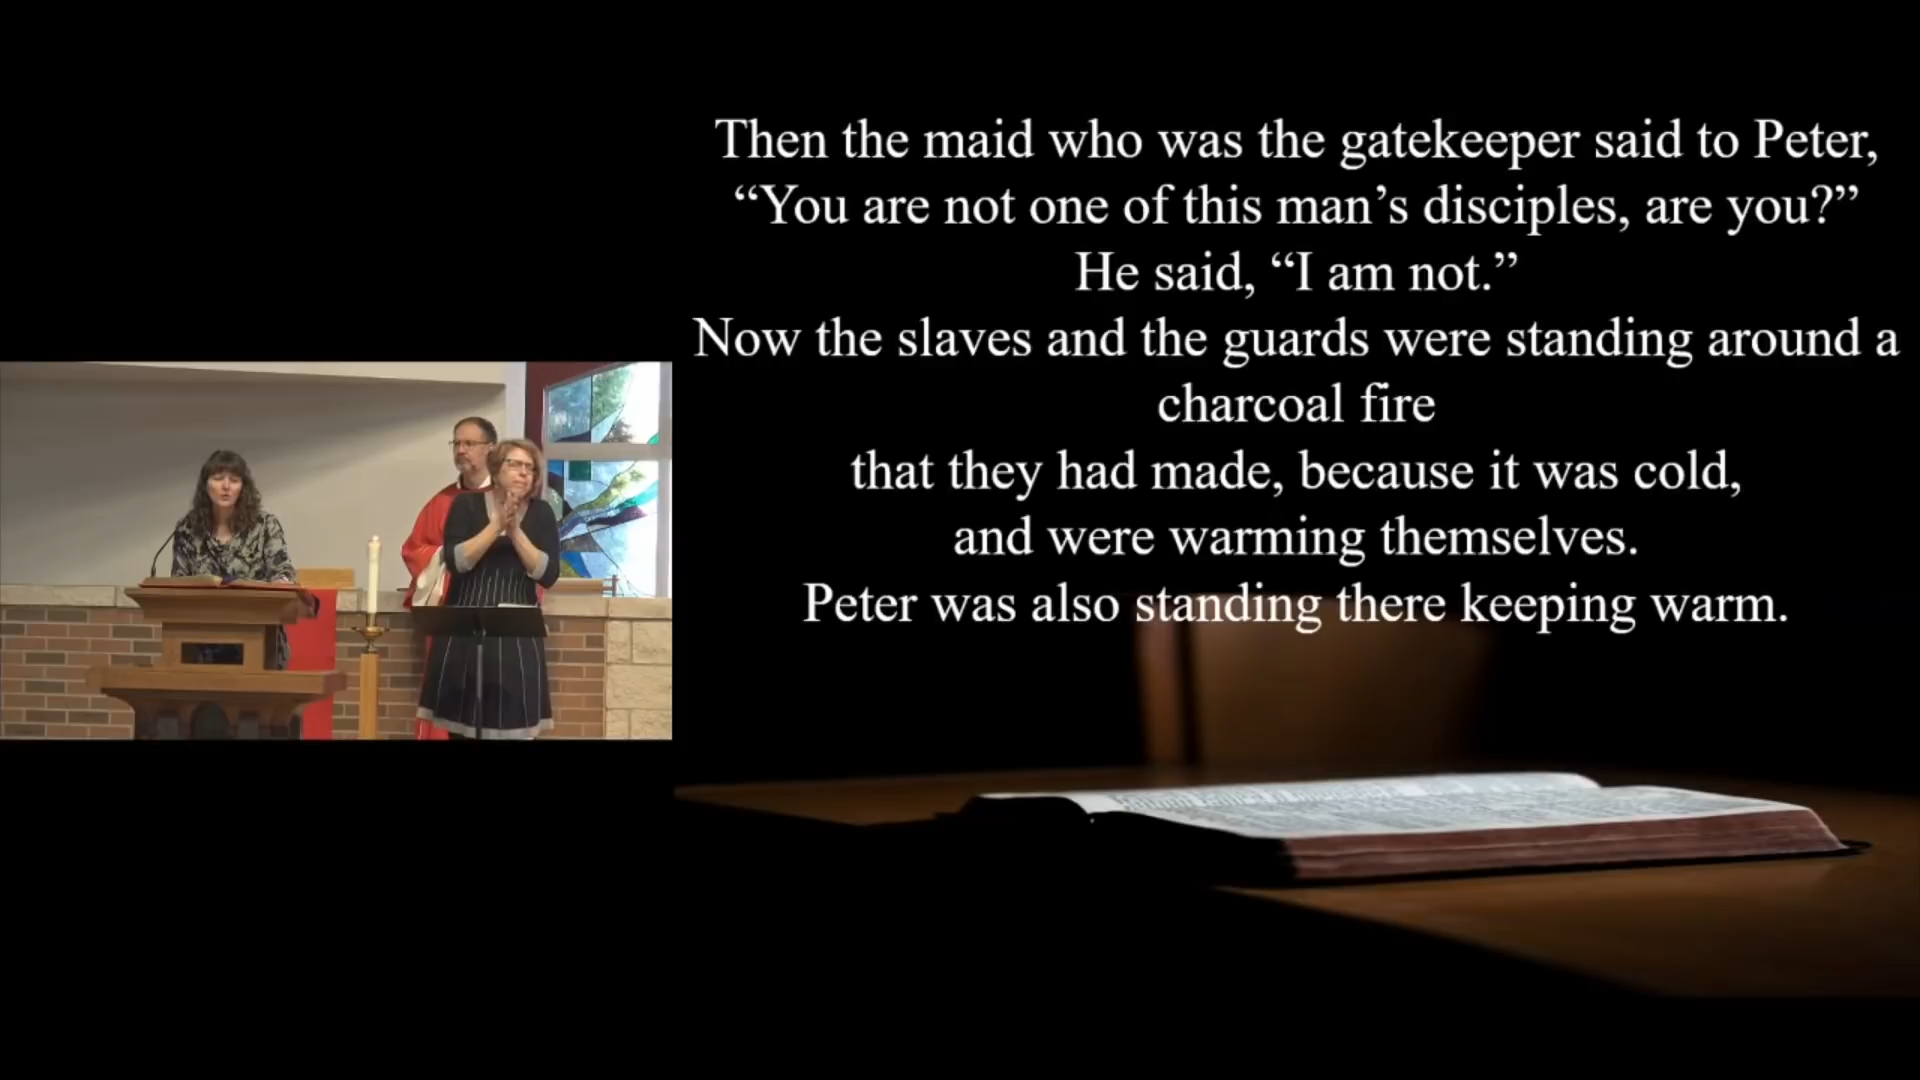 Then the maid who was the gatekeeper said to Peter,
“You are not one of this man’s disciples, are you?”
He said, “I am not.”
Now the slaves and the guards were standing around a
charcoal fire
that they had made, because it was cold,
and were warming themselves.
Peter was also standing there keeping warm.